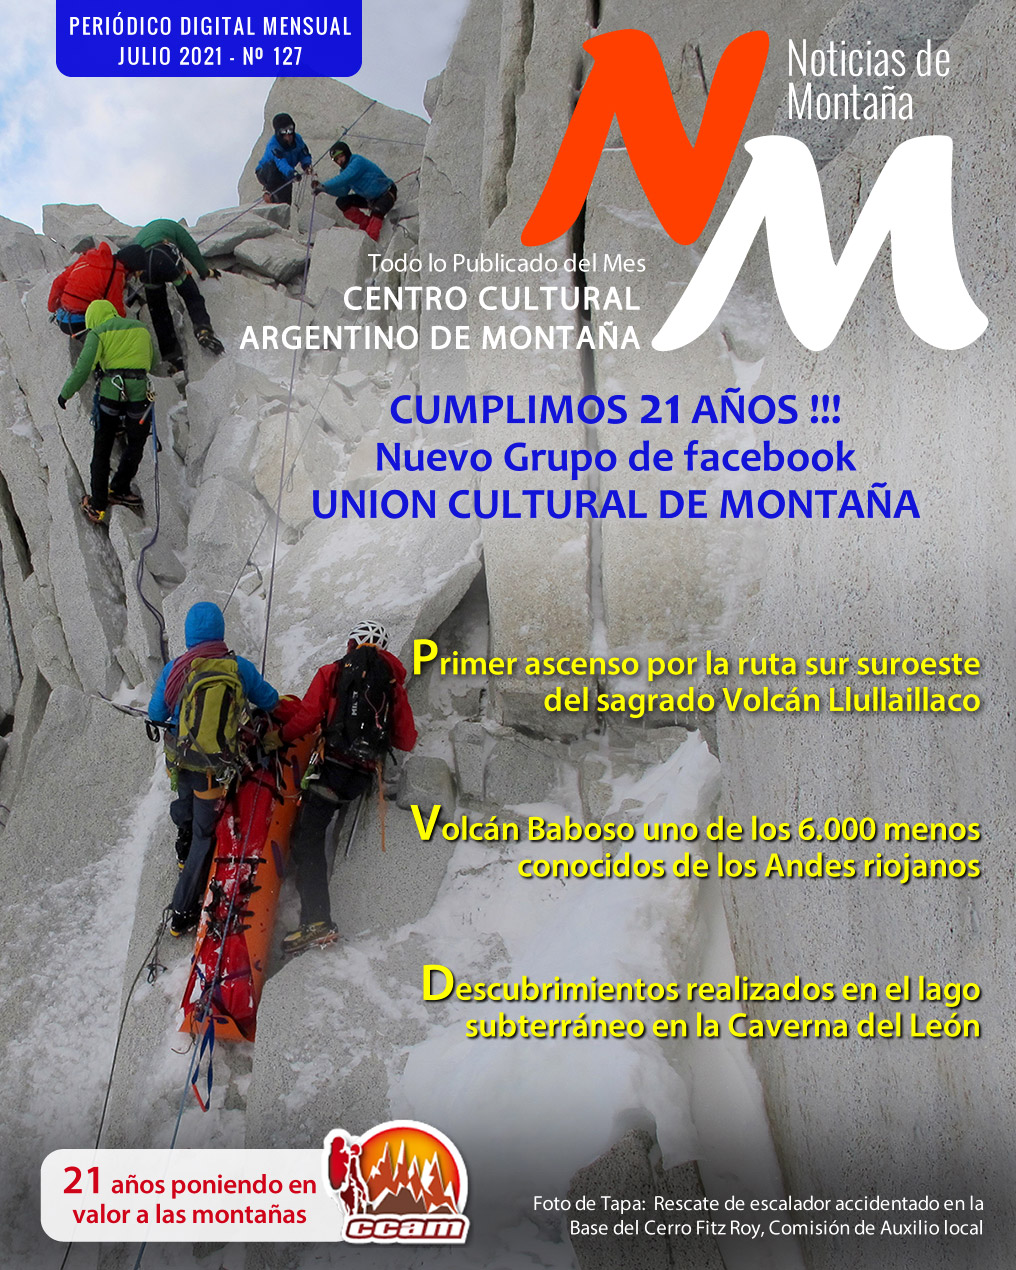 PERIÓDICO DIGITAL MENSUAL
JULIO 2021 - Nº 127
NM
Noticias de
Montaña
Todo lo Publicado del Mes
CENTRO CULTURAL
ARGENTINO DE MONTAÑA
CUMPLIMOS 21 AÑOS !!!
Nuevo Grupo de facebook
UNION CULTURAL DE MONTAÑA
Primer ascenso por la ruta sur suroeste
del sagrado Volcán Llullaillaco
Volcán Baboso uno de los 6.000 menos
conocidos de los Andes riojanos
Descubrimientos realizados en el lago
subterráneo en la Caverna del León
21 años poniendo en
valor a las montañas
ccam
Foto de Tapa: Rescate de escalador accidentado en la
Base del Cerro Fitz Roy, Comisión de Auxilio local